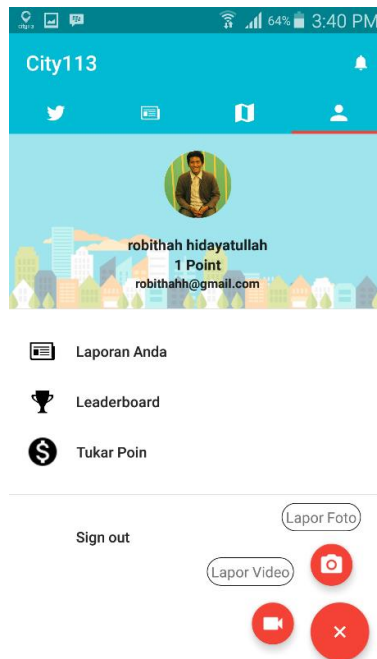 64% 3:40 PM
City113
robithah hidayatullah
1 Point
robithahh@gmail.com
Laporan Anda
Leaderboard
Tukar Poin
Sign out
Lapor Foto
Lapor Video